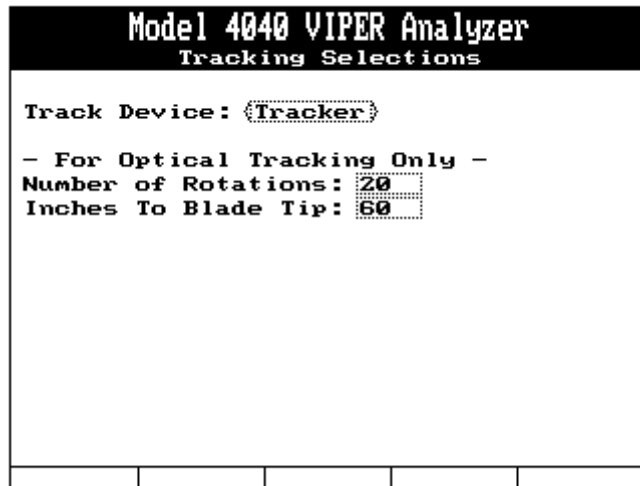 Model 4040 VIPER Analyzer
Tracking Selections
Track Device: {Tracker}
- For Optical Tracking Only -
Number of Rotations: 20
Inches To Blade Tip: 60